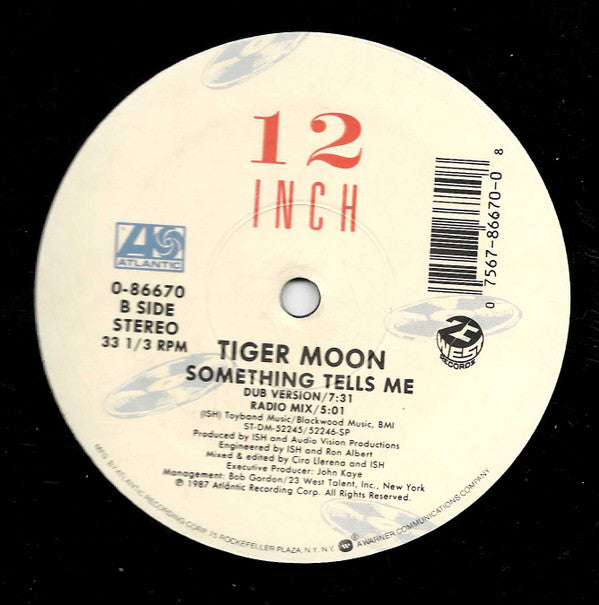 12
INCH
0 7567-86670-0 8
ATLANTIC
0-86670
B SIDE
STEREO
33 1/3 RPM
23
WEST
RECORDS
TIGER MOON
SOMETHING TELLS ME
DUB VERSION/7:31
RADIO MIX/5:01
(ISH) Toyband Music/Blackwood Music, BMI
ST-DM-52245/52246-SP
Produced by ISH and Audio Vision Productions
Engineered by ISH and Ron Albert
Mixed & edited by Ciro Llerena and ISH
Executive Producer: John Kaye
Management: Bob Gordon/23 West Talent, Inc., New York
℗ 1987 Atlantic Recording Corp. All Rights Reserved.
MFG. BY ATLANTIC RECORDING CORP. 75 ROCKEFELLER PLAZA, N.Y. N.Y. ® A WARNER COMMUNICATIONS COMPANY